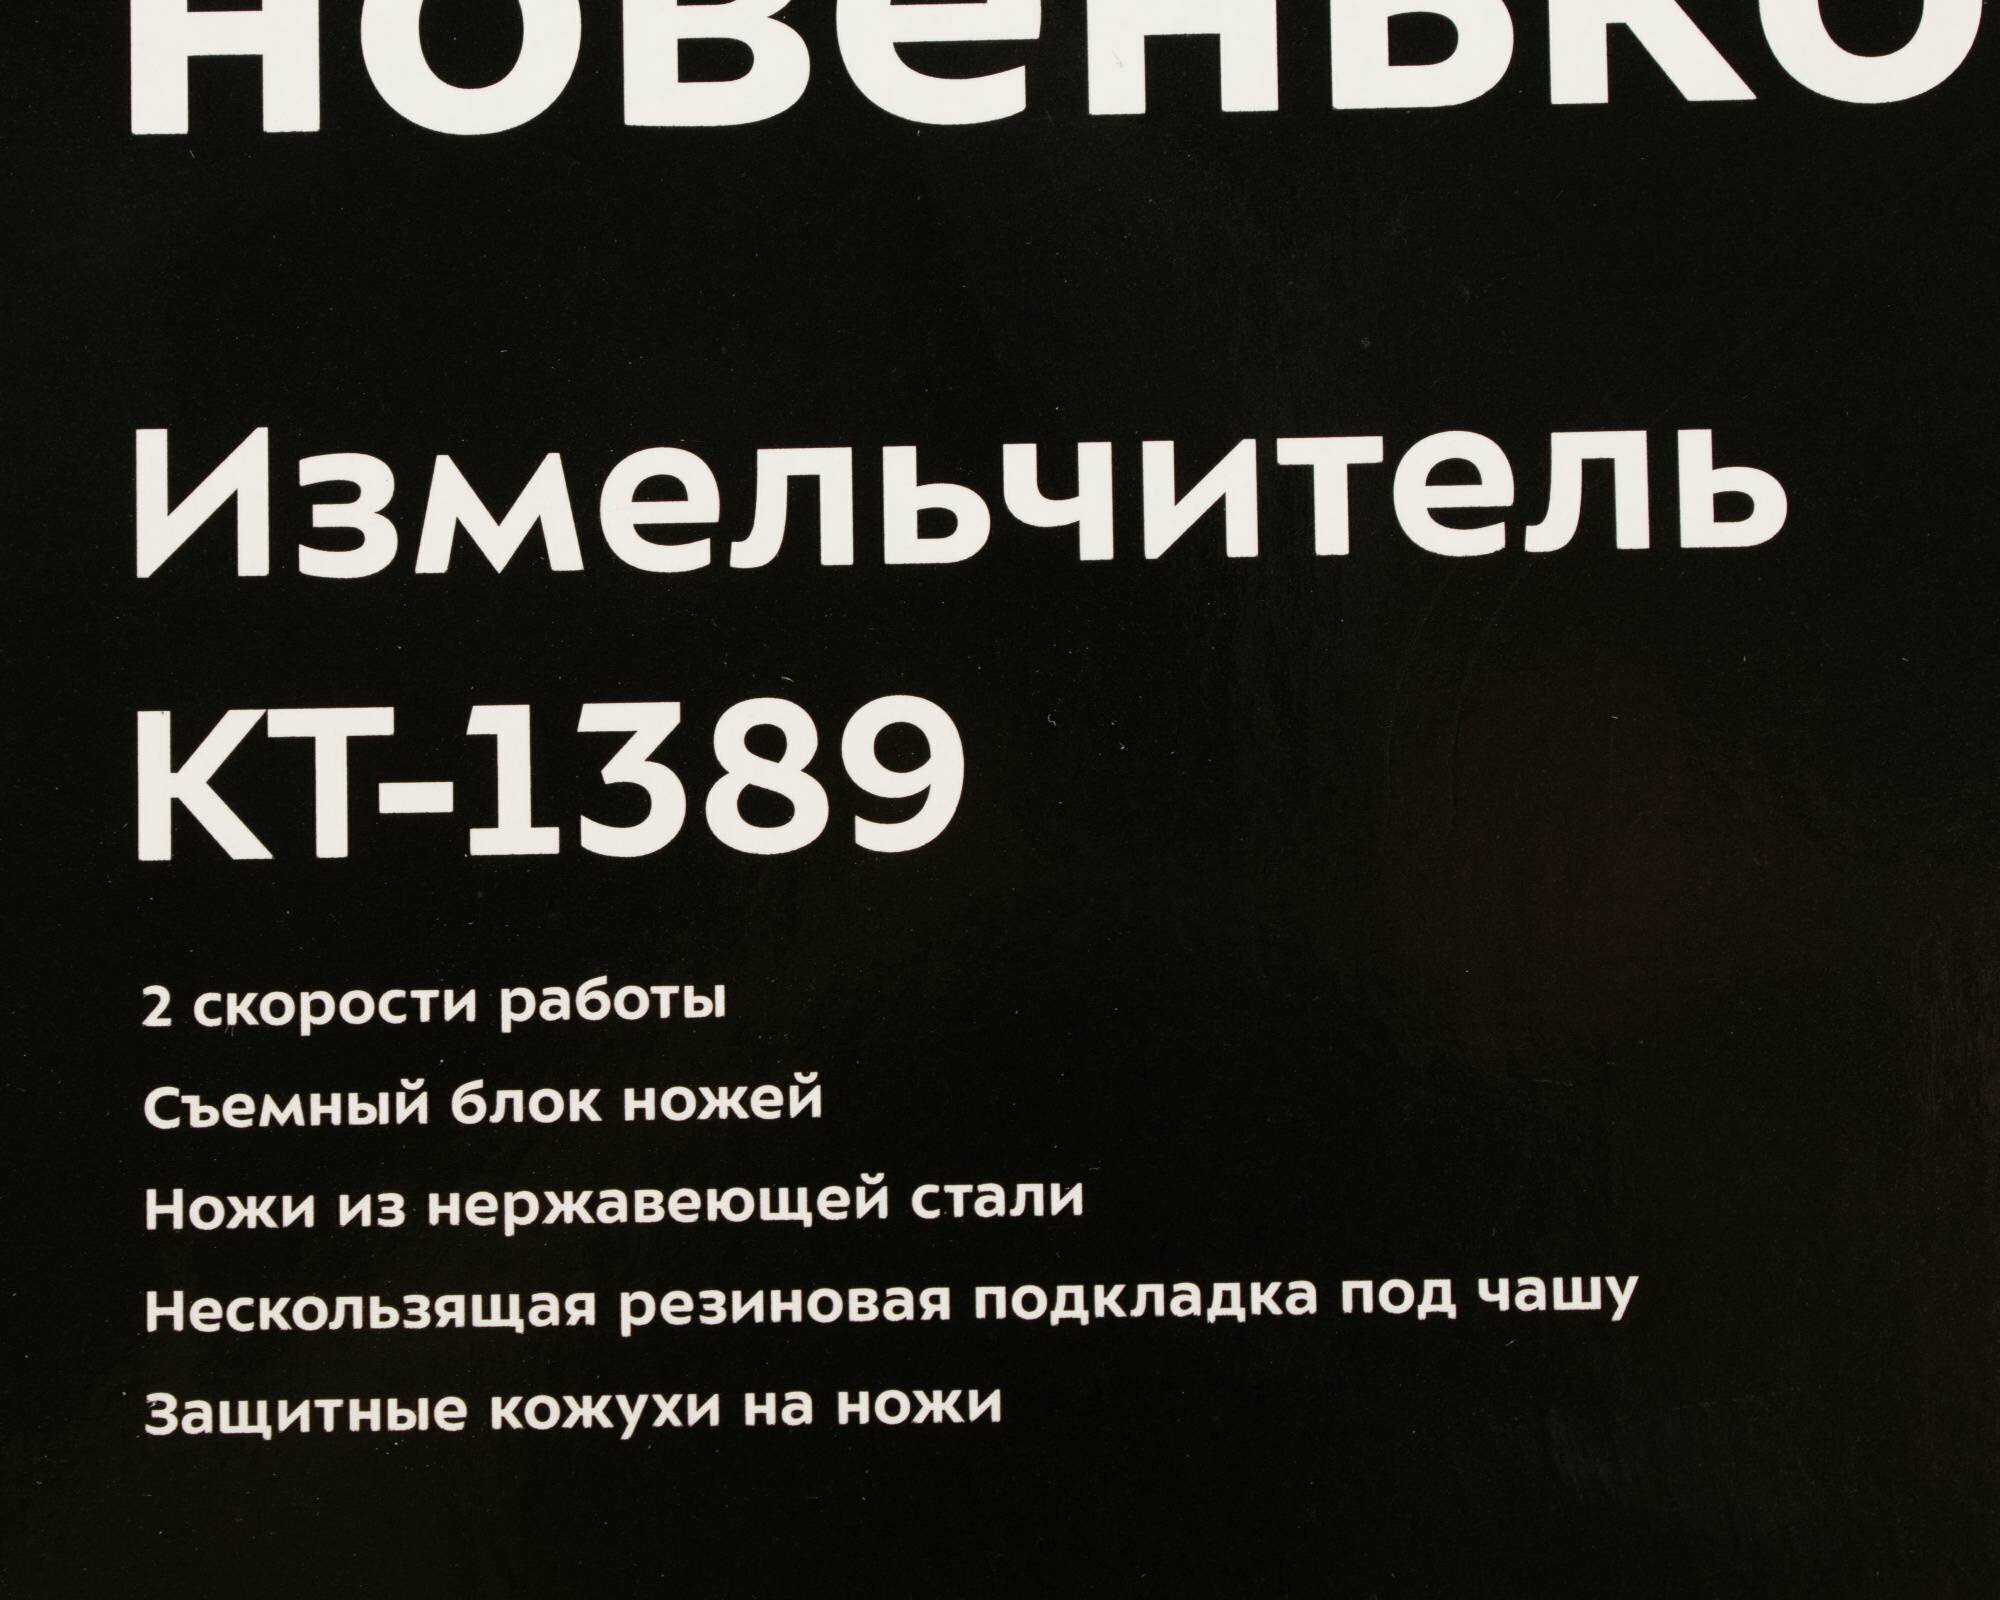 новенько
Измельчитель
КТ-1389
2 скорости работы
Съемный блок ножей
Ножи из нержавеющей стали
Нескользящая резиновая подкладка под чашу
Защитные кожухи на ножи